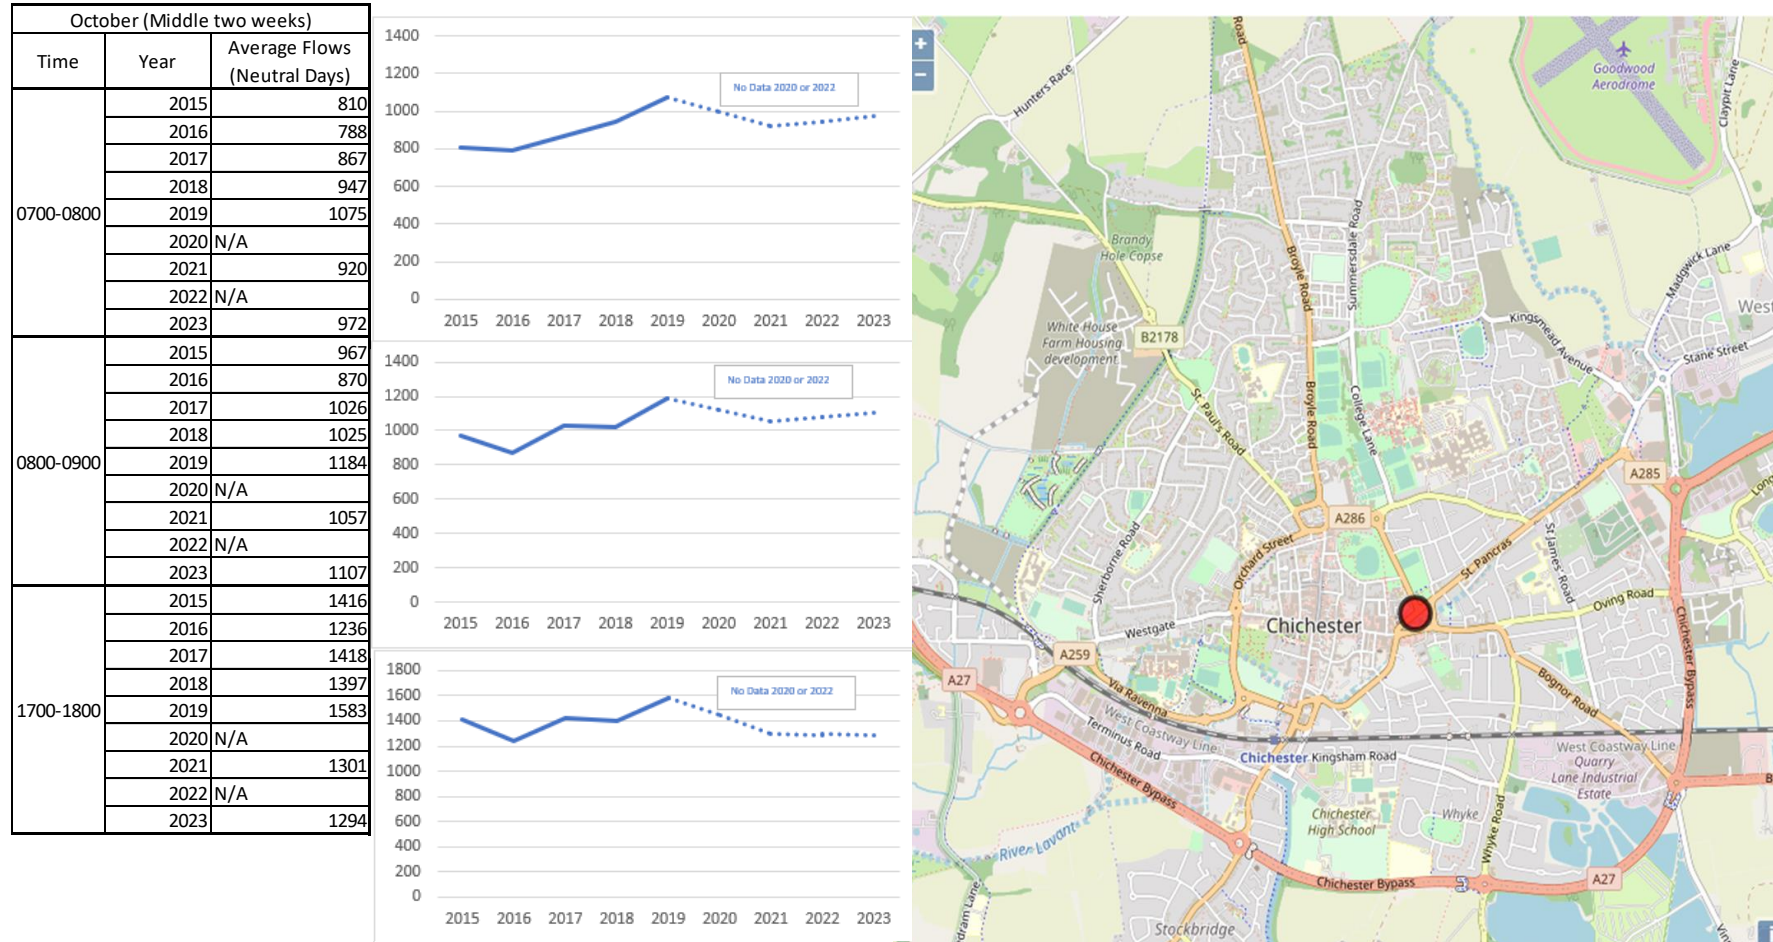 October (Middle two weeks)
Time Year Average Flows (Neutral Days)
0700-0800
2015 810
2016 788
2017 867
2018 947
2019 1075
2020 N/A
2021 920
2022 N/A
2023 972
0800-0900
2015 967
2016 870
2017 1026
2018 1025
2019 1184
2020 N/A
2021 1057
2022 N/A
2023 1107
1700-1800
2015 1416
2016 1236
2017 1418
2018 1397
2019 1583
2020 N/A
2021 1301
2022 N/A
2023 1294
1400
1200
1000
800
600
400
200
0
No Data 2020 or 2022
2015 2016 2017 2018 2019 2020 2021 2022 2023
1400
1200
1000
800
600
400
200
0
No Data 2020 or 2022
2015 2016 2017 2018 2019 2020 2021 2022 2023
1800
1600
1400
1200
1000
800
600
400
200
0
No Data 2020 or 2022
2015 2016 2017 2018 2019 2020 2021 2022 2023
+
−
Road
Hunters Race
Goodwood
Aerodrome
Claypit Lane
Brandy
Hole Copse
Broyle Road
Summersdale Road
Madgwick Lane
West
White House
Farm Housing
development
B2178
Kingsmead Avenue
Stane Street
St. Paul's Road
Broyle Road
College Lane
A285
A286
Orchard Street
Sherborne Road
St. Pancras
St James' Road
Oving Road
Chichester
Westgate
A259
A27
Via Ravenna
Bognor Road
Chichester Bypass
West Coastway Line
Terminus Road
Chichester
Kingsham Road
West Coastway Line
Quarry
Lane Industrial
Estate
Chichester Bypass
Chichester
High School
Whyke
Whyke Road
River Lavant
Chichester Bypass
A27
Stockbridge